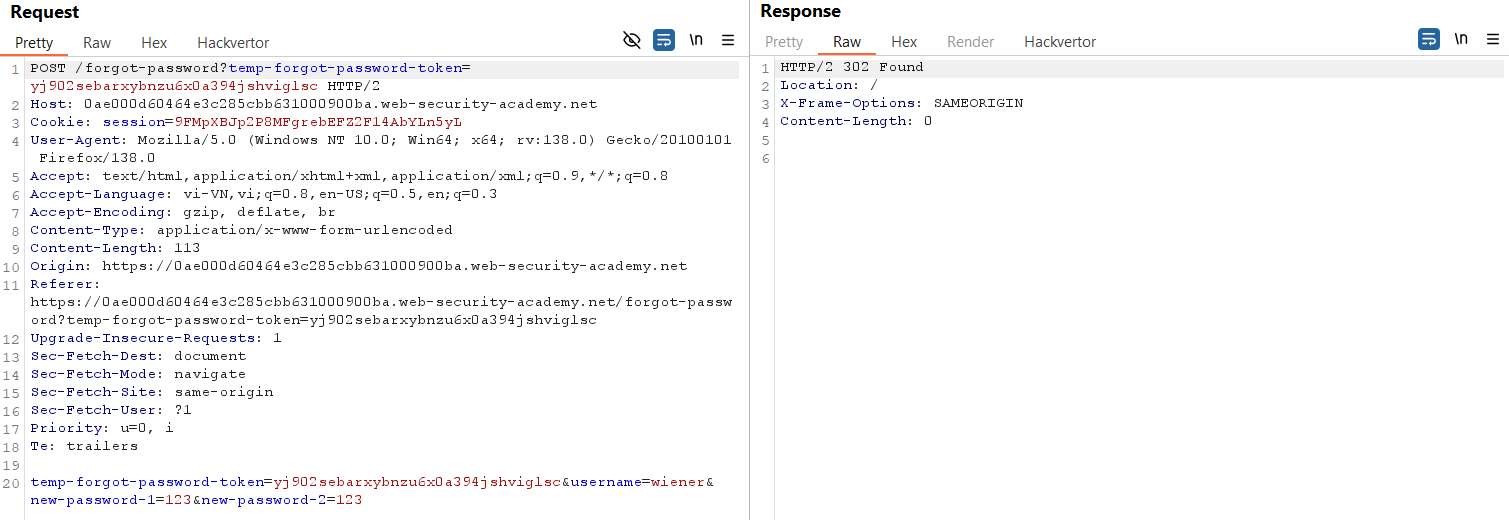 Request
Pretty Raw Hex Hackvertor
\n
1 POST /forgot-password?temp-forgot-password-token=
yj902sebarxybnzu6x0a394jshviglsc HTTP/2
2 Host: 0ae000d60464e3c285cbb631000900ba.web-security-academy.net
3 Cookie: session=9FMpXBJp2P8MFgrebEFZ2F14AbYLn5yL
4 User-Agent: Mozilla/5.0 (Windows NT 10.0; Win64; x64; rv:138.0) Gecko/20100101
Firefox/138.0
5 Accept: text/html,application/xhtml+xml,application/xml;q=0.9,*/*;q=0.8
6 Accept-Language: vi-VN,vi;q=0.8,en-US;q=0.5,en;q=0.3
7 Accept-Encoding: gzip, deflate, br
8 Content-Type: application/x-www-form-urlencoded
9 Content-Length: 113
10 Origin: https://0ae000d60464e3c285cbb631000900ba.web-security-academy.net
11 Referer:
https://0ae000d60464e3c285cbb631000900ba.web-security-academy.net/forgot-passw
ord?temp-forgot-password-token=yj902sebarxybnzu6x0a394jshviglsc
12 Upgrade-Insecure-Requests: 1
13 Sec-Fetch-Dest: document
14 Sec-Fetch-Mode: navigate
15 Sec-Fetch-Site: same-origin
16 Sec-Fetch-User: ?1
17 Priority: u=0, i
18 Te: trailers
19
20 temp-forgot-password-token=yj902sebarxybnzu6x0a394jshviglsc&username=wiener&
new-password-1=123&new-password-2=123
Response
Pretty Raw Hex Render Hackvertor
\n
1 HTTP/2 302 Found
2 Location: /
3 X-Frame-Options: SAMEORIGIN
4 Content-Length: 0
5
6